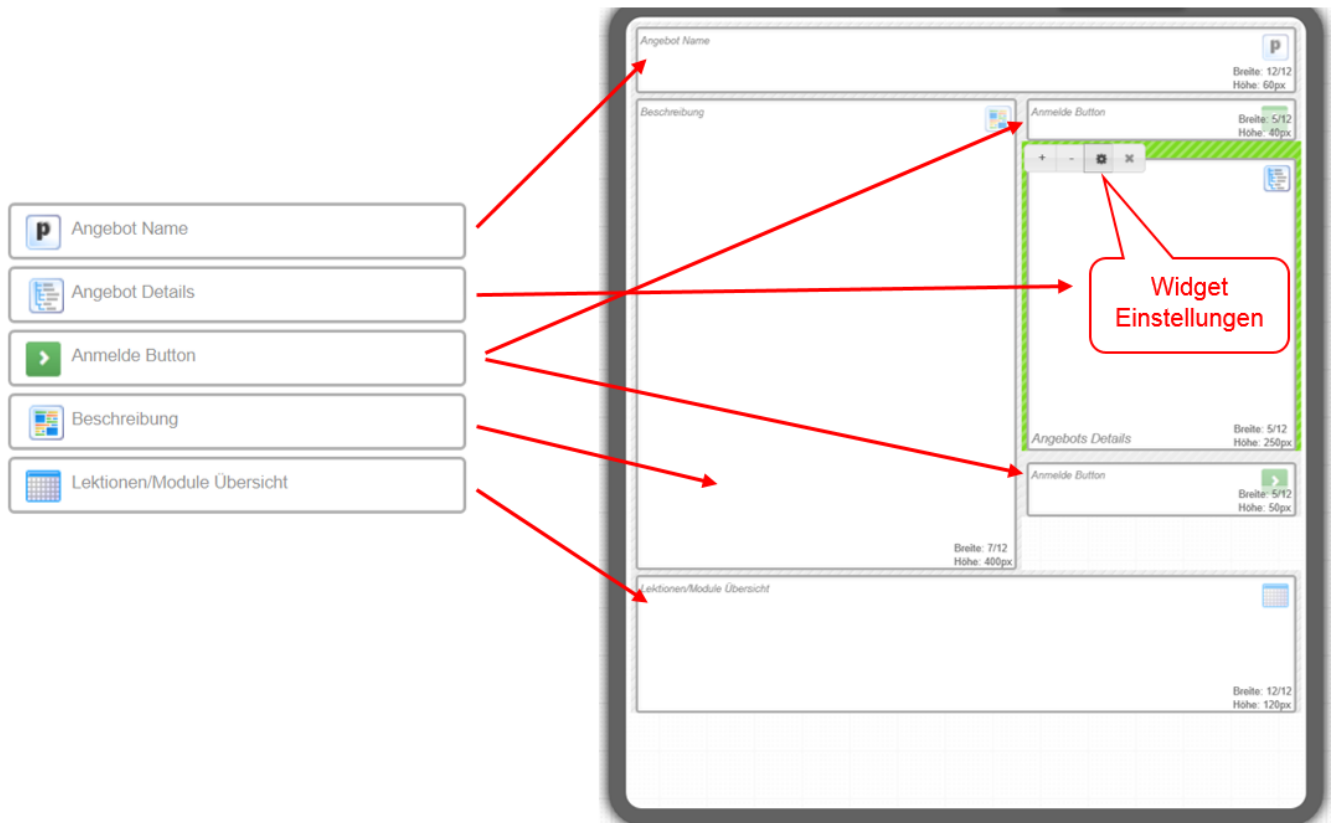 Angebot Name
Angebot Details
Anmelde Button
Beschreibung
Lektionen/Module Übersicht
Angebot Name
P
Breite: 12/12
Höhe: 60px
Beschreibung
Breite: 7/12
Höhe: 400px
Anmelde Button
Breite: 5/12
Höhe: 40px
+ -
Widget
Einstellungen
Angebots Details
Breite: 5/12
Höhe: 250px
Anmelde Button
Breite: 5/12
Höhe: 50px
Lektionen/Module Übersicht
Breite: 12/12
Höhe: 120px